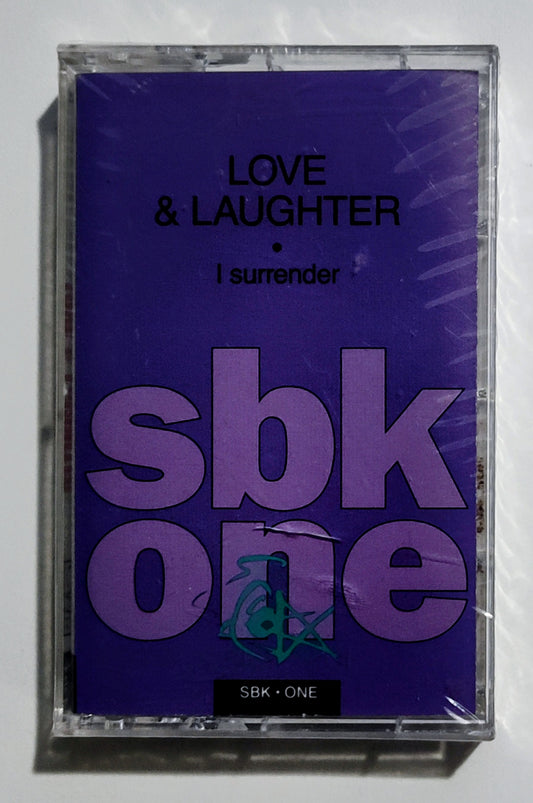 LOVE
& LAUGHTER
•
I surrender
sbk
one
SBK • ONE